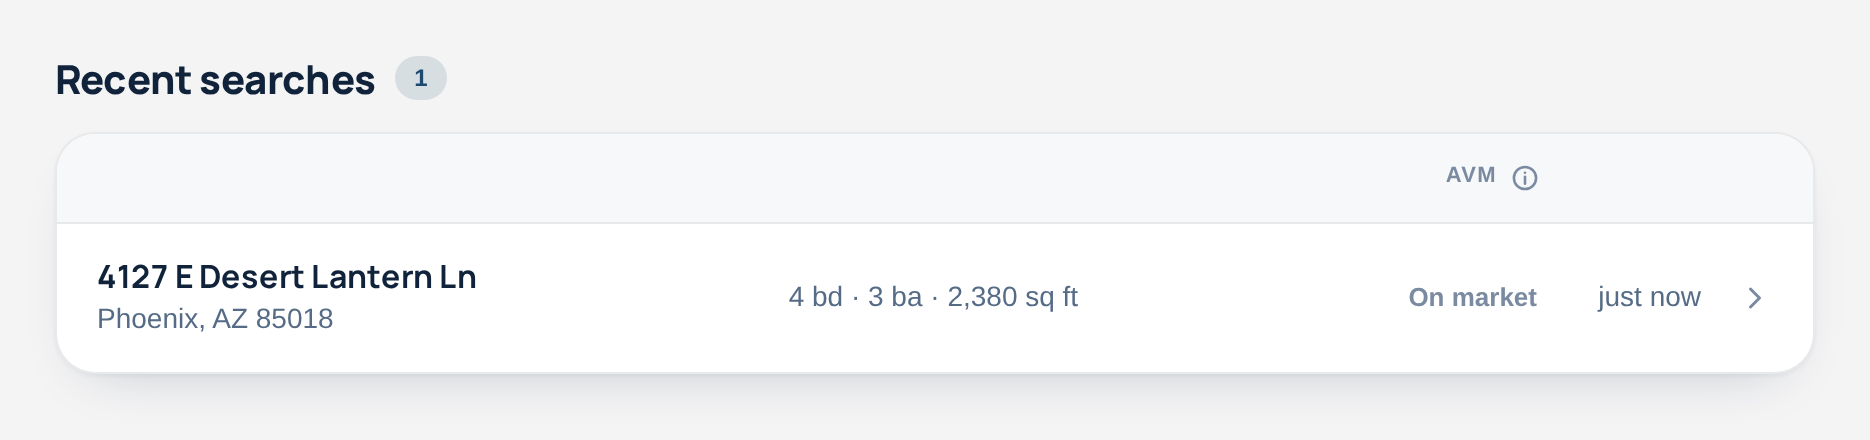 Recent searches 1
AVM
4127 E Desert Lantern Ln
Phoenix, AZ 85018
4 bd · 3 ba · 2,380 sq ft
On market
just now